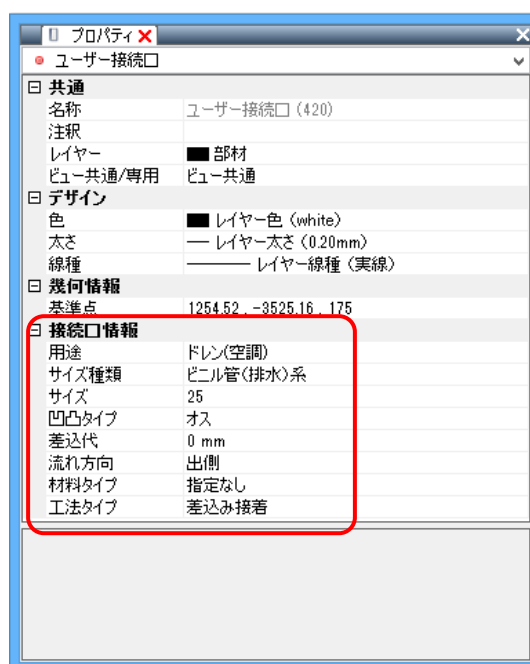 プロパティ
ユーザー接続口
共通
名称 ユーザー接続口 (420)
注釈
レイヤー 部材
ビュー共通/専用 ビュー共通
デザイン
色 レイヤー色 (white)
太さ レイヤー太さ (0.20mm)
線種 レイヤー線種 (実線)
幾何情報
基準点 1254.52 , -3525.16 , 175
接続口情報
用途 ドレン(空調)
サイズ種類 ビニル管(排水)系
サイズ 25
凹凸タイプ オス
差込代 0 mm
流れ方向 出側
材料タイプ 指定なし
工法タイプ 差込み接着